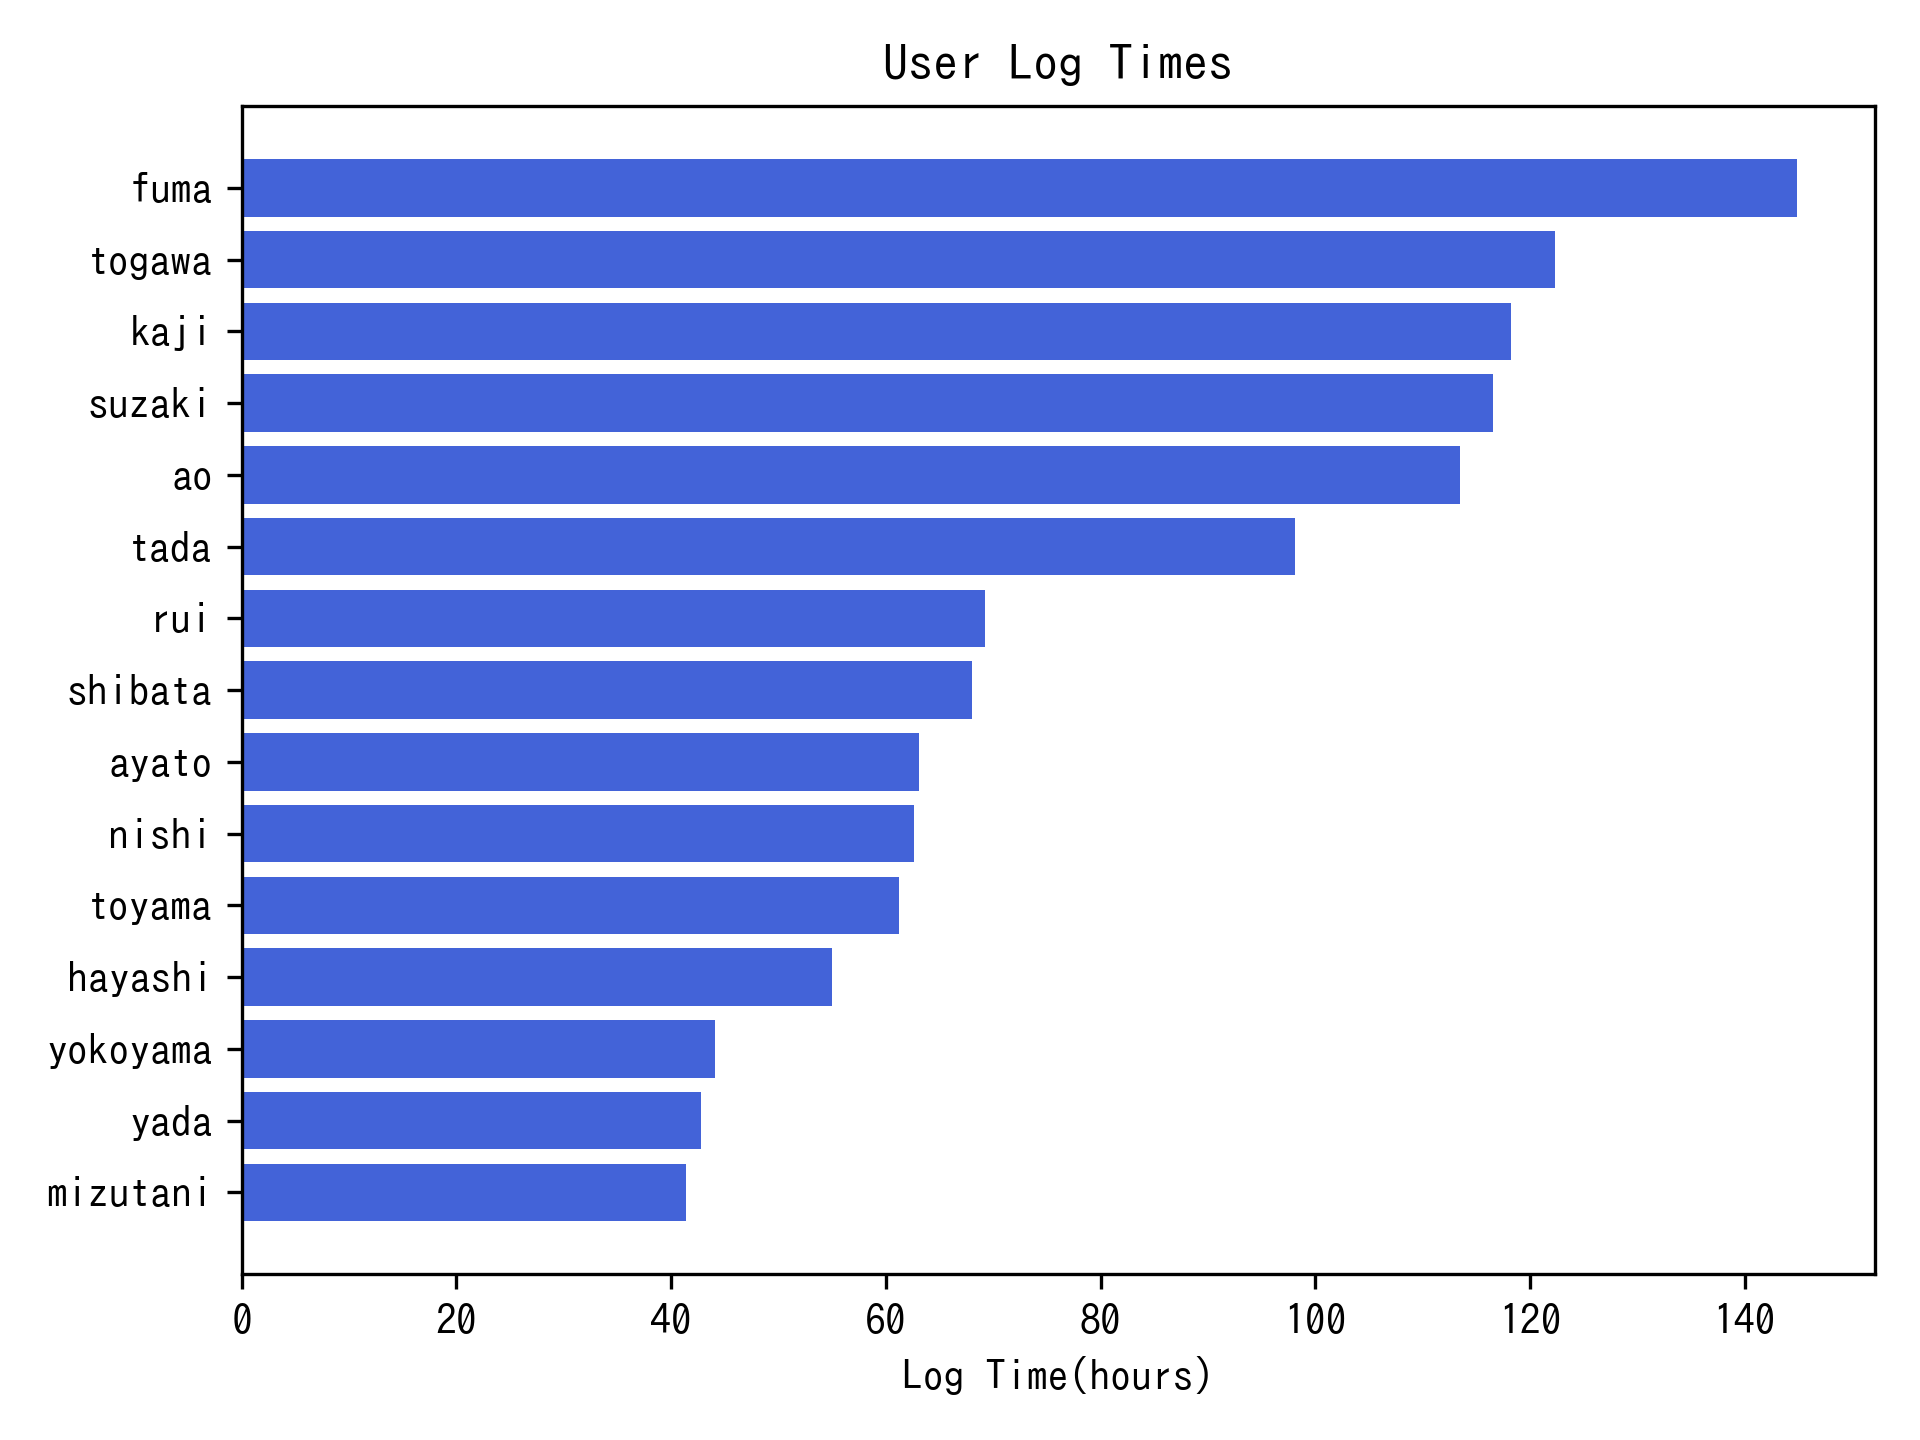 User Log Times
fuma
togawa
kaji
suzaki
ao
tada
rui
shibata
ayato
nishi
toyama
hayashi
yokoyama
yada
mizutani
0 20 40 60 80 100 120 140
Log Time(hours)